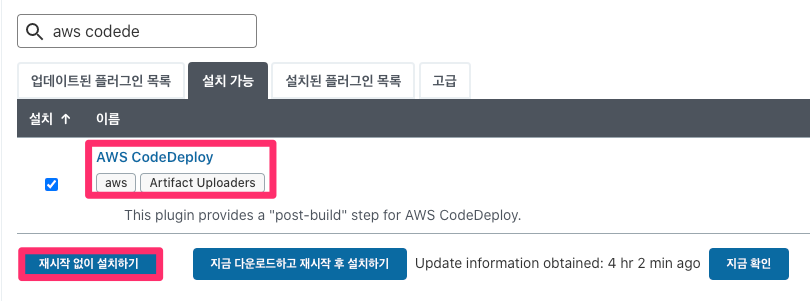 aws codede
업데이트된 플러그인 목록 설치 가능 설치된 플러그인 목록 고급
설치 ↑ 이름
AWS CodeDeploy
aws Artifact Uploaders
This plugin provides a "post-build" step for AWS CodeDeploy.
재시작 없이 설치하기 지금 다운로드하고 재시작 후 설치하기 Update information obtained: 4 hr 2 min ago 지금 확인